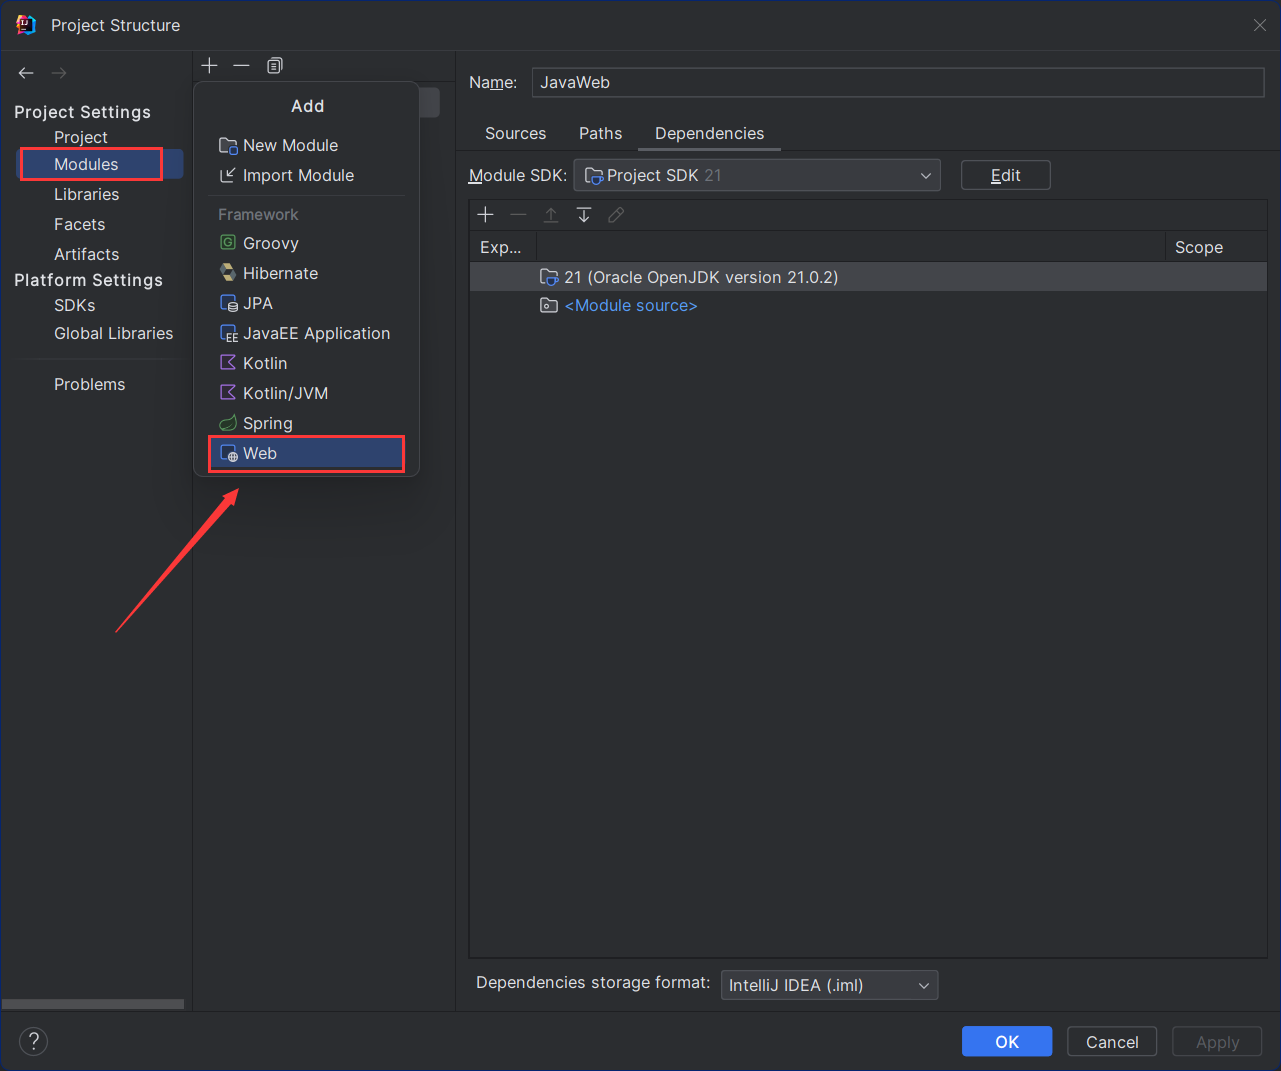 Project Structure
Project Settings
Project
Modules
Libraries
Facets
Artifacts
Platform Settings
SDKs
Global Libraries
Problems
Add
New Module
Import Module
Framework
Groovy
Hibernate
JPA
JavaEE Application
Kotlin
Kotlin/JVM
Spring
Web
Name: JavaWeb
Sources Paths Dependencies
Module SDK: Project SDK 21 Edit
Exp... Scope
21 (Oracle OpenJDK version 21.0.2)
<Module source>
Dependencies storage format: IntelliJ IDEA (.iml)
? OK Cancel Apply